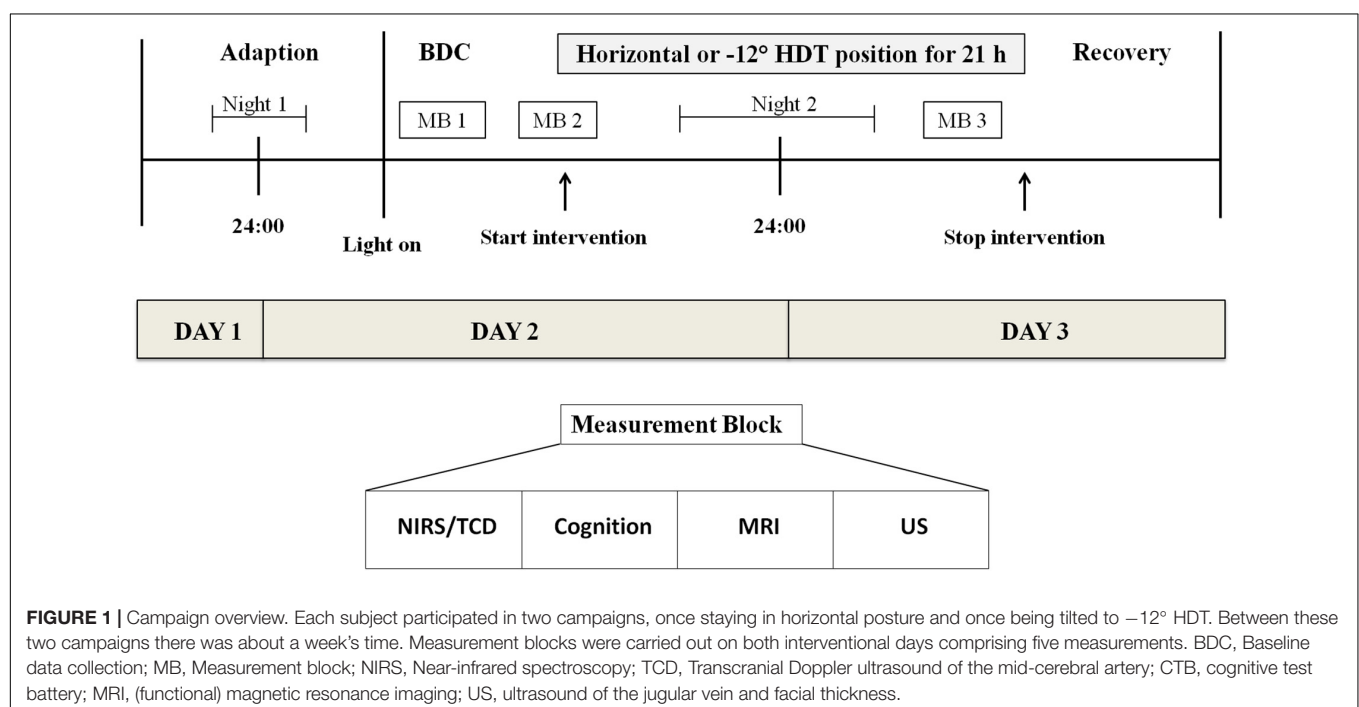 Adaption BDC Horizontal or -12° HDT position for 21 h Recovery
Night 1 MB 1 MB 2 Night 2 MB 3
24:00 Light on Start intervention 24:00 Stop intervention
DAY 1 DAY 2 DAY 3
Measurement Block
NIRS/TCD Cognition MRI US
FIGURE 1 | Campaign overview. Each subject participated in two campaigns, once staying in horizontal posture and once being tilted to −12° HDT. Between these
two campaigns there was about a week's time. Measurement blocks were carried out on both interventional days comprising five measurements. BDC, Baseline
data collection; MB, Measurement block; NIRS, Near-infrared spectroscopy; TCD, Transcranial Doppler ultrasound of the mid-cerebral artery; CTB, cognitive test
battery; MRI, (functional) magnetic resonance imaging; US, ultrasound of the jugular vein and facial thickness.